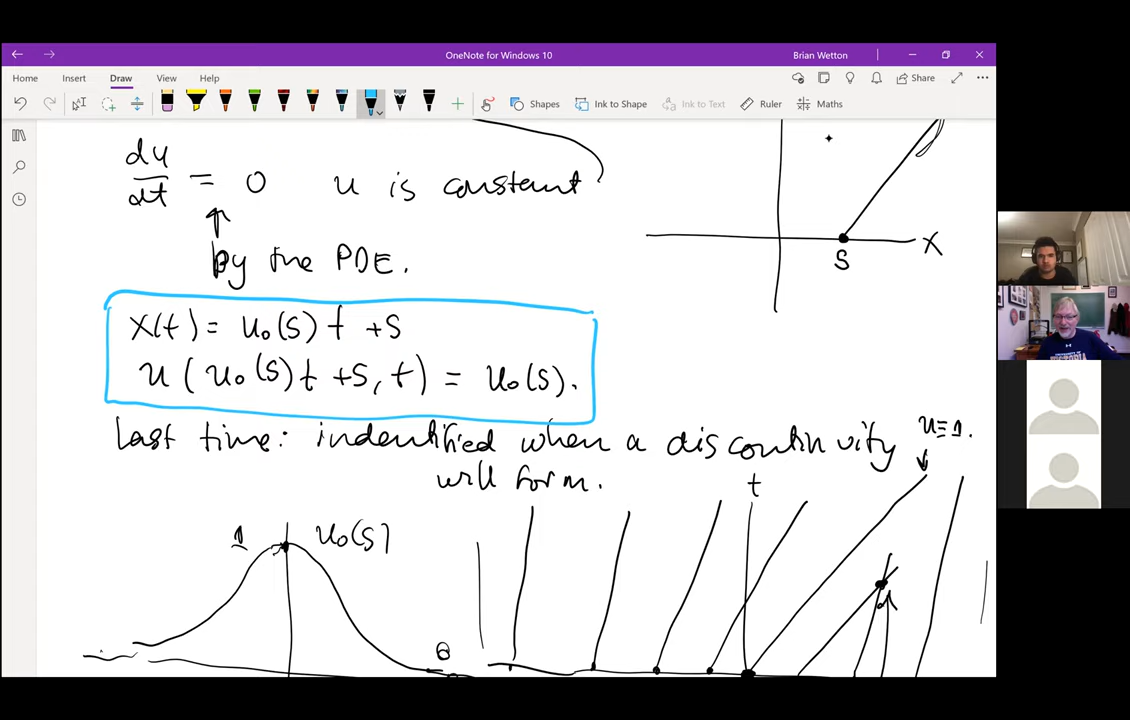 OneNote for Windows 10
Brian Wetton
Home Insert Draw View Help
Share
Shapes
Ink to Shape
Ink to Text
Ruler
Maths
du
dt
= 0 u is constant
by the PDE.
x(t) = u₀(s) t + s
u ( u₀(s)t + s, t) = u₀(s).
last time: indentified when a discontinuity
will form.
u≡1.
X
S
t
1
u₀(s)